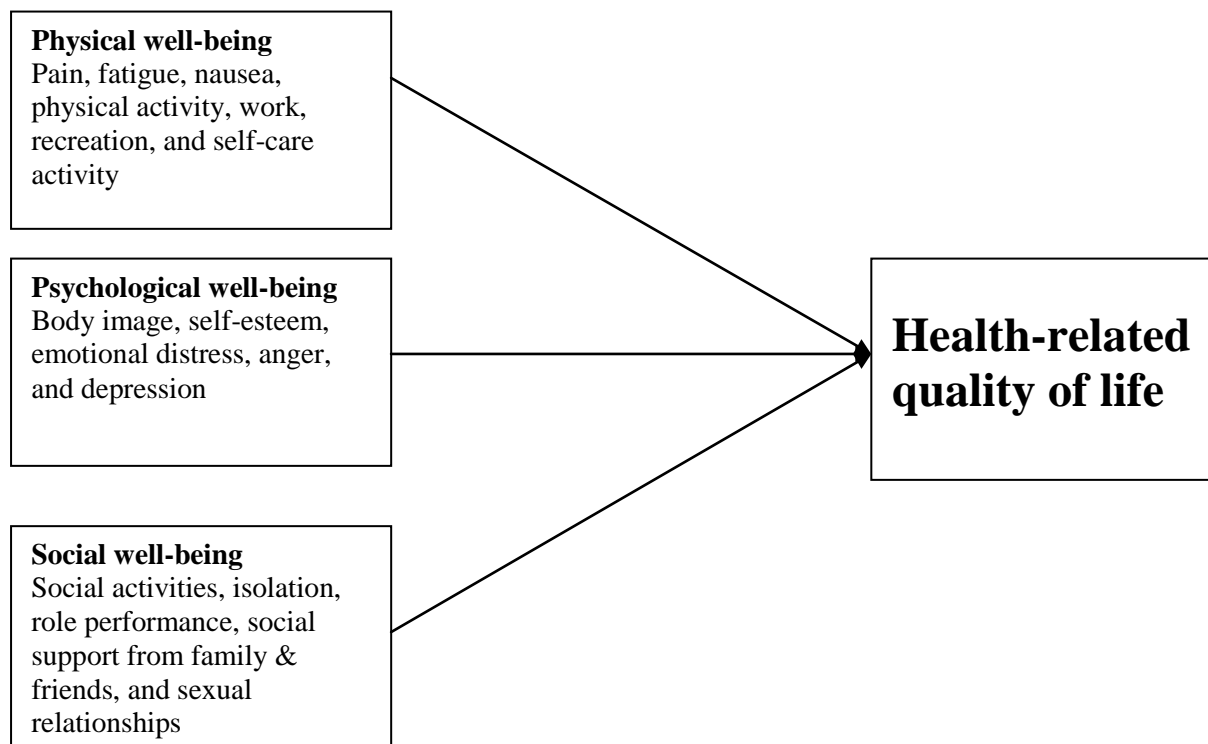 Physical well-being
Pain, fatigue, nausea,
physical activity, work,
recreation, and self-care
activity
Psychological well-being
Body image, self-esteem,
emotional distress, anger,
and depression
Social well-being
Social activities, isolation,
role performance, social
support from family &
friends, and sexual
relationships
Health-related
quality of life